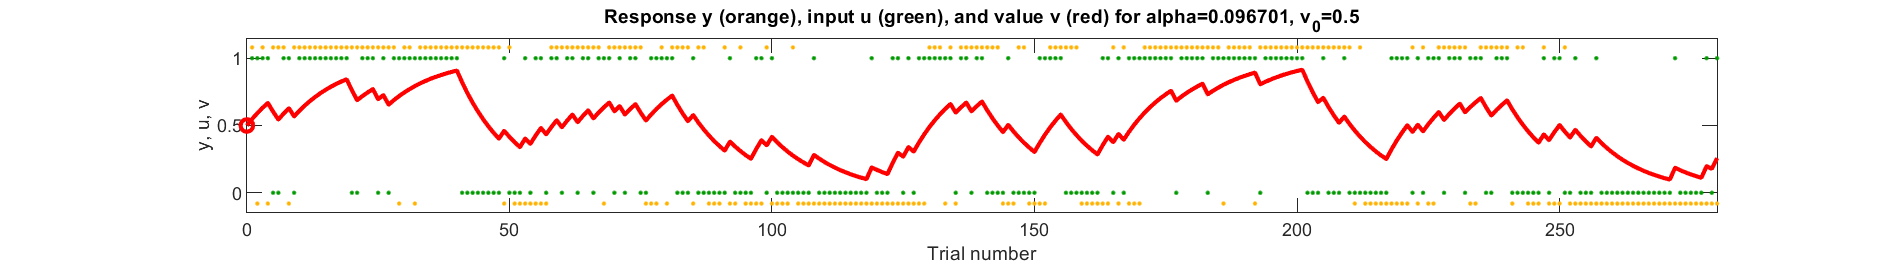 Response y (orange), input u (green), and value v (red) for alpha=0.096701, v0=0.5
y, u, v
1
0.5
0
0 50 100 150 200 250
Trial number